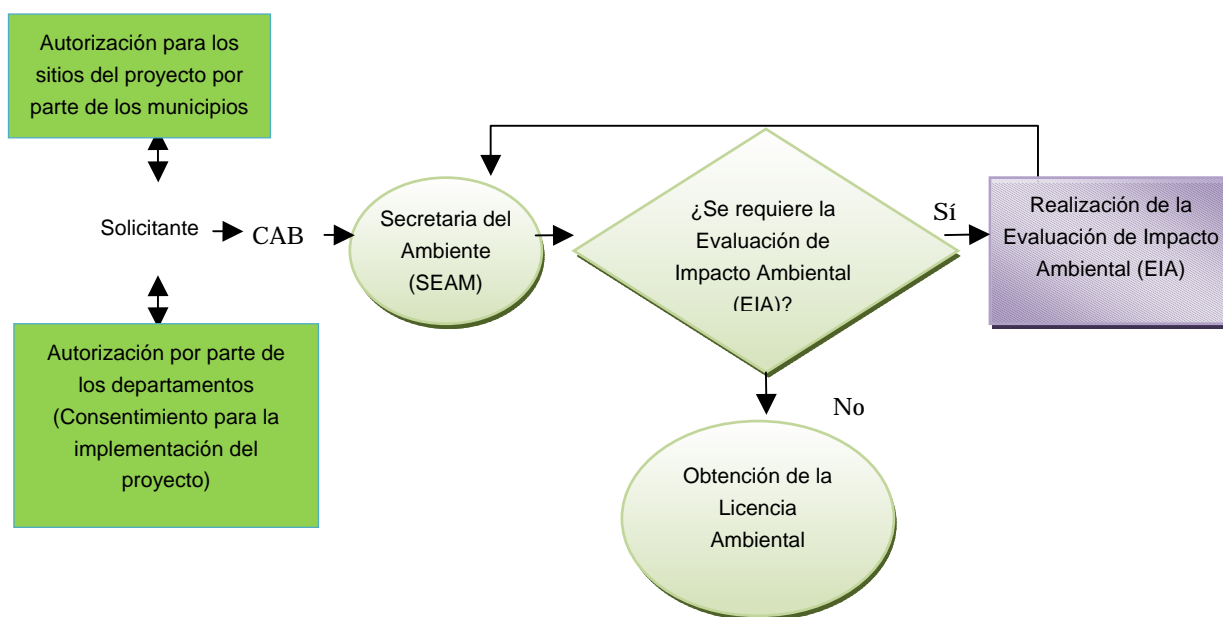 Autorización para los
sitios del proyecto por
parte de los municipios
Solicitante
CAB
Secretaria del
Ambiente
(SEAM)
¿Se requiere la
Evaluación de
Impacto Ambiental
(EIA)?
Sí
Realización de la
Evaluación de Impacto
Ambiental (EIA)
Autorización por parte de
los departamentos
(Consentimiento para la
implementación del
proyecto)
No
Obtención de la
Licencia
Ambiental